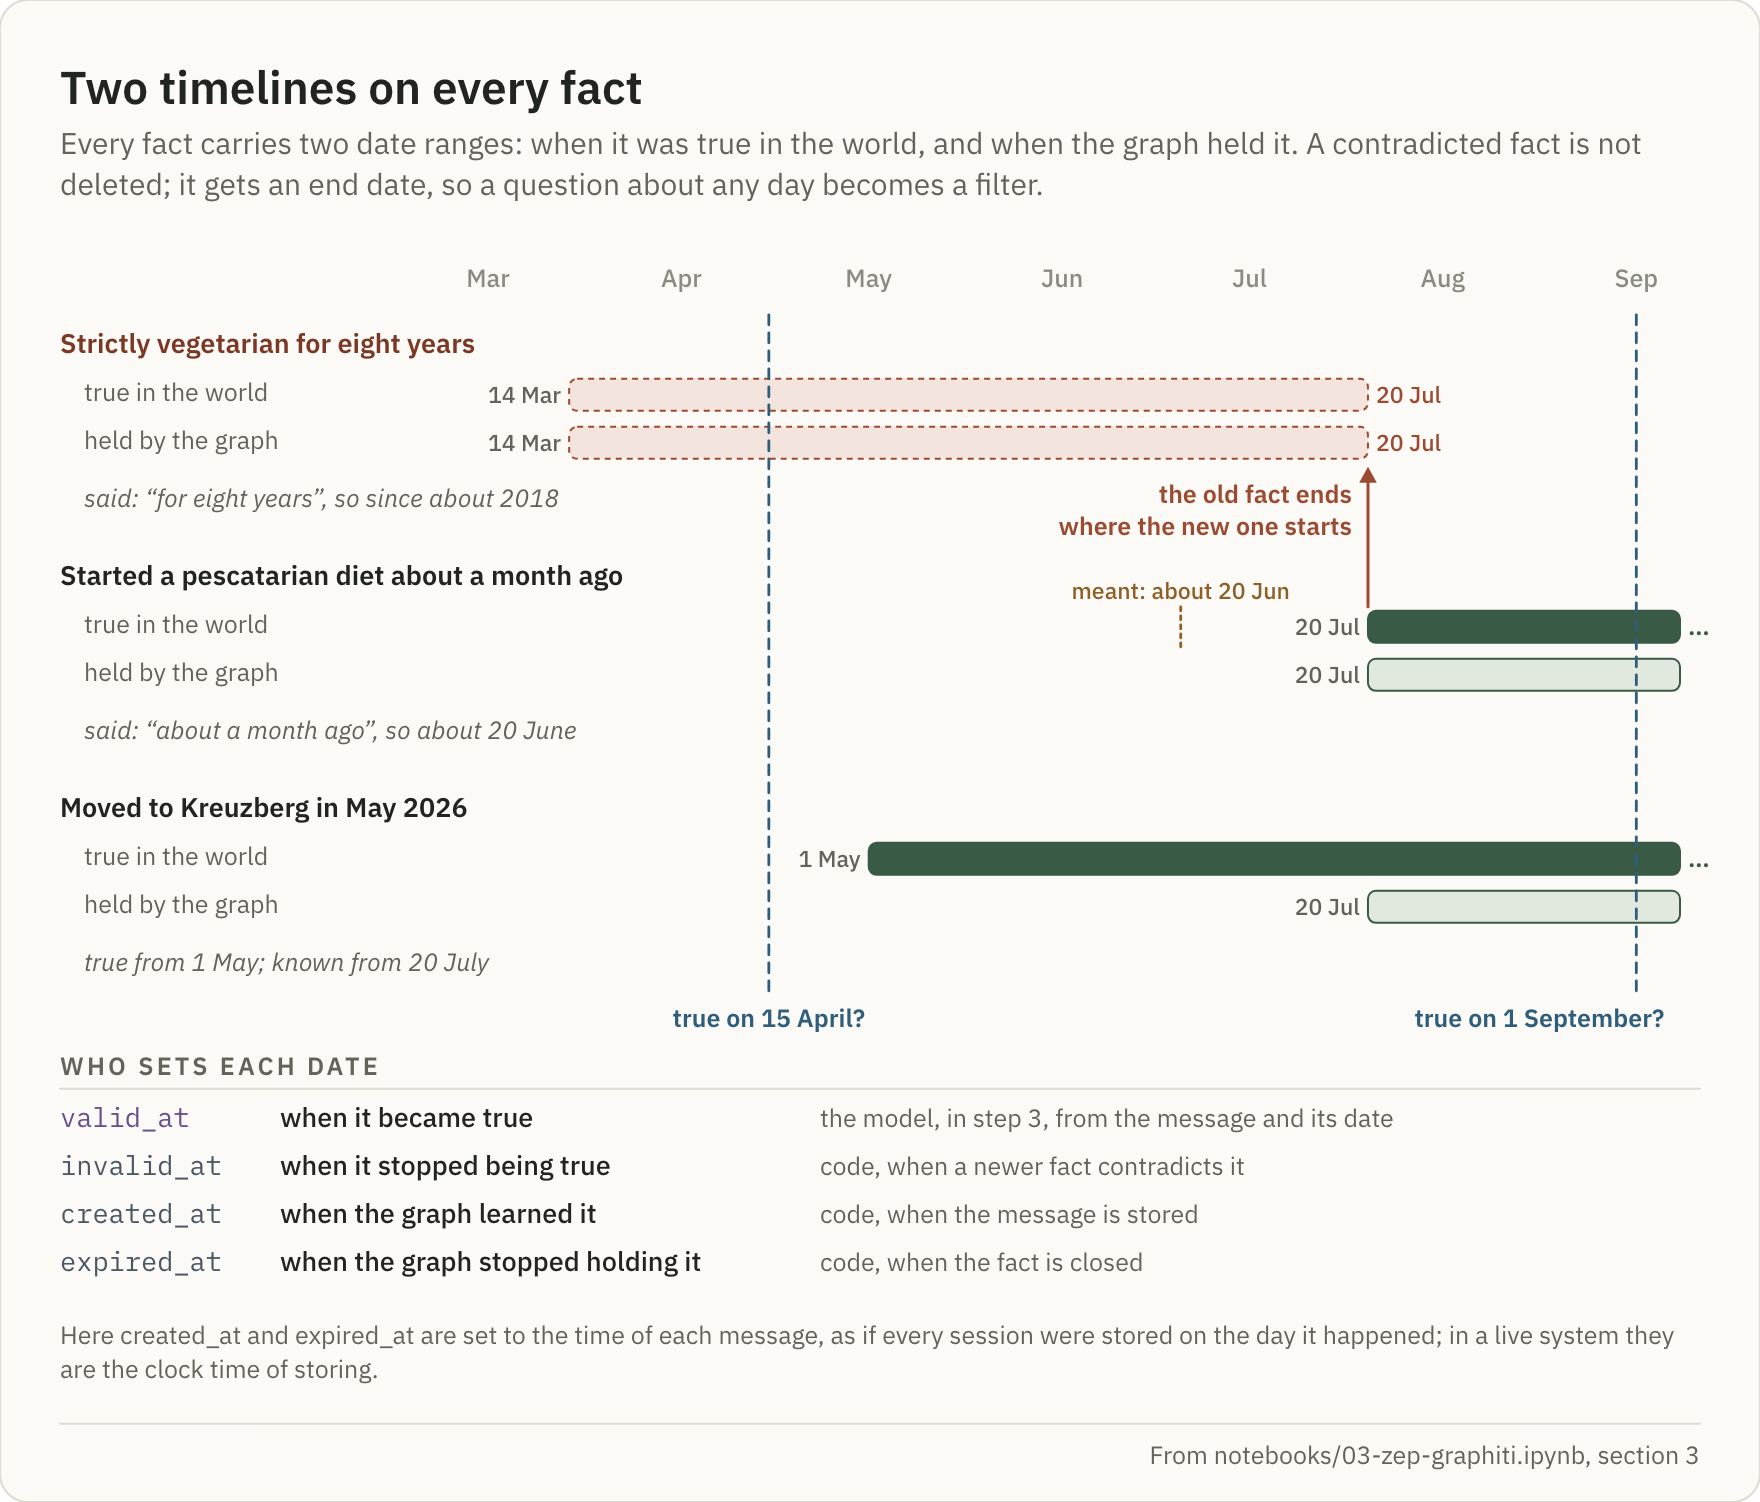 Two timelines on every fact
Every fact carries two date ranges: when it was true in the world, and when the graph held it. A contradicted fact is not
deleted; it gets an end date, so a question about any day becomes a filter.
Mar Apr May Jun Jul Aug Sep
Strictly vegetarian for eight years
true in the world 14 Mar 20 Jul
held by the graph 14 Mar 20 Jul
said: “for eight years”, so since about 2018
the old fact ends
where the new one starts
Started a pescatarian diet about a month ago
meant: about 20 Jun
true in the world 20 Jul ...
held by the graph 20 Jul
said: “about a month ago”, so about 20 June
Moved to Kreuzberg in May 2026
true in the world 1 May ...
held by the graph 20 Jul
true from 1 May; known from 20 July
true on 15 April? true on 1 September?
WHO SETS EACH DATE
valid_at when it became true the model, in step 3, from the message and its date
invalid_at when it stopped being true code, when a newer fact contradicts it
created_at when the graph learned it code, when the message is stored
expired_at when the graph stopped holding it code, when the fact is closed
Here created_at and expired_at are set to the time of each message, as if every session were stored on the day it happened; in a live system they
are the clock time of storing.
From notebooks/03-zep-graphiti.ipynb, section 3